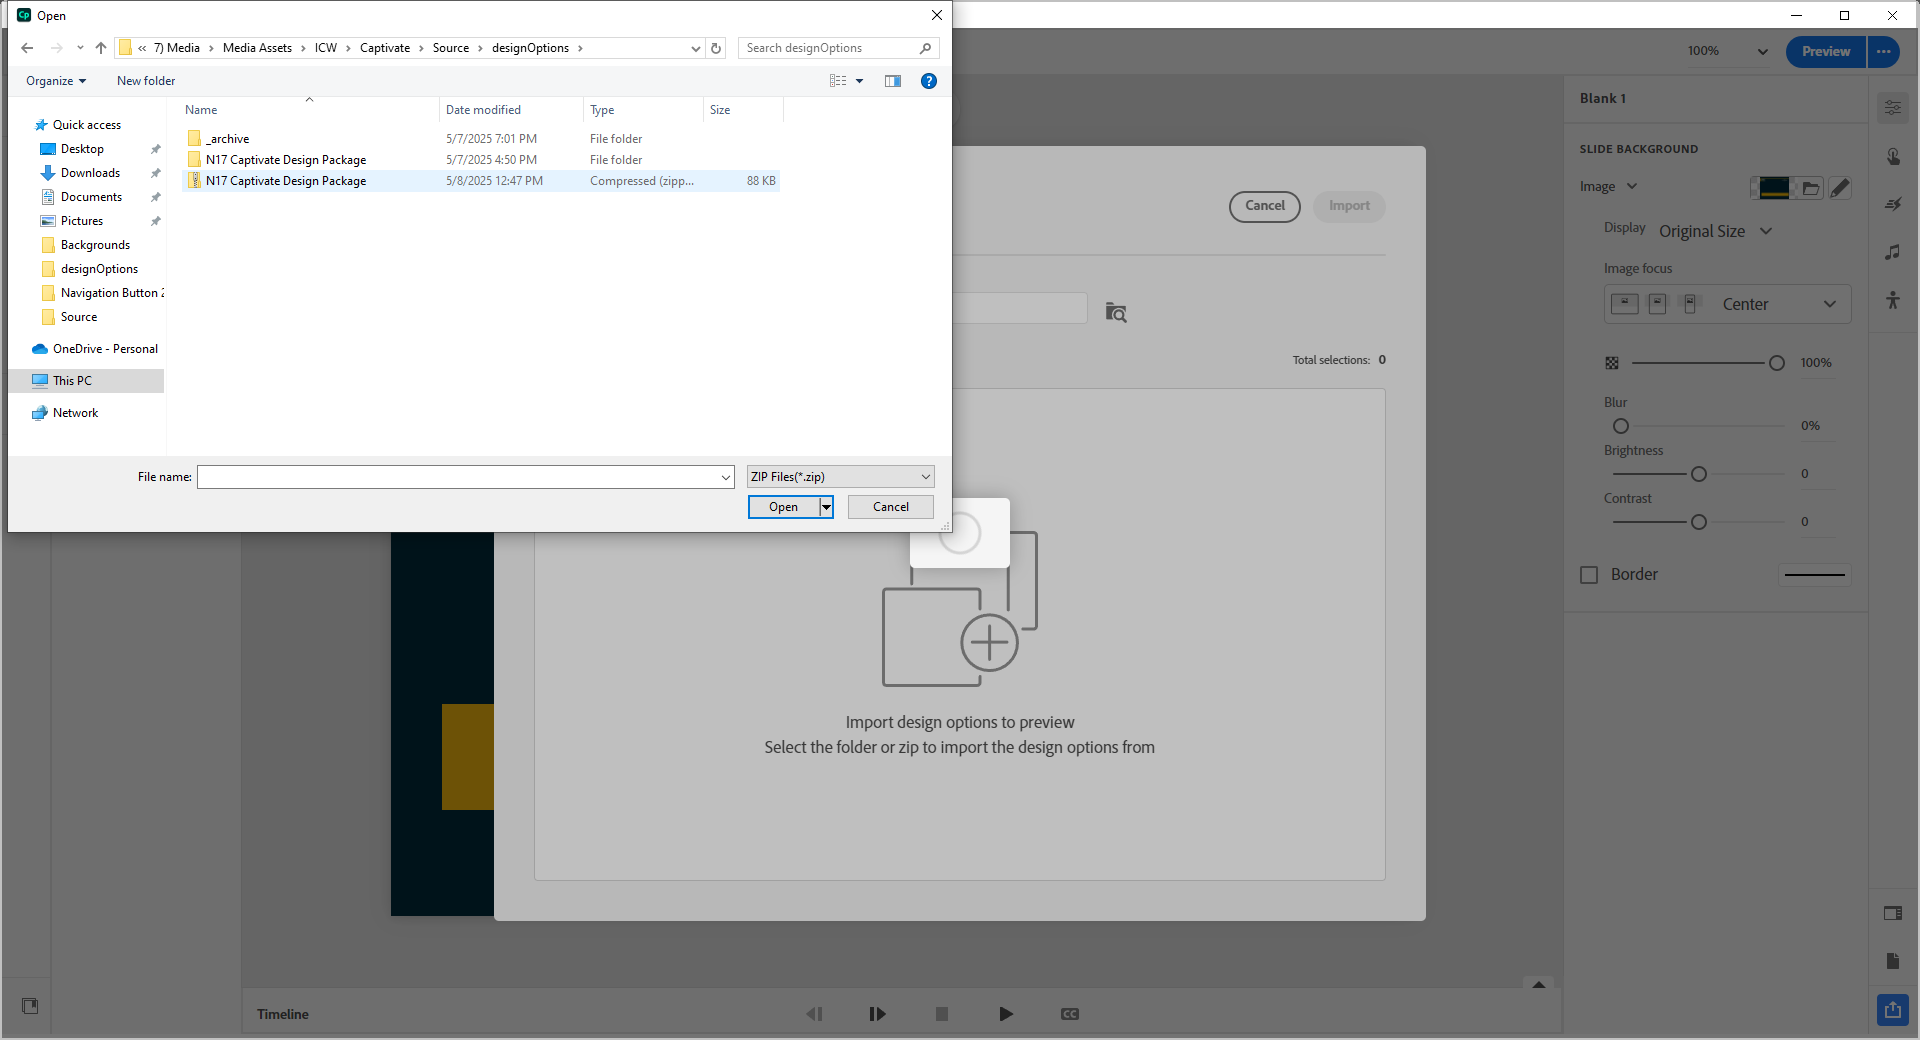 Cp Open
« 7) Media › Media Assets › ICW › Captivate › Source › designOptions ›
Search designOptions
Organize
New folder
?
Quick access
Desktop
Downloads
Documents
Pictures
Backgrounds
designOptions
Navigation Button 2
Source
OneDrive - Personal
This PC
Network
Name Date modified Type Size
_archive 5/7/2025 7:01 PM File folder
N17 Captivate Design Package 5/7/2025 4:50 PM File folder
N17 Captivate Design Package 5/8/2025 12:47 PM Compressed (zipp... 88 KB
File name:
ZIP Files(*.zip)
Open
Cancel
100%
Preview
Cancel
Import
Total selections: 0
Import design options to preview
Select the folder or zip to import the design options from
Blank 1
SLIDE BACKGROUND
Image
Display Original Size
Image focus
Center
100%
Blur
0%
Brightness
0
Contrast
0
Border
Timeline
CC